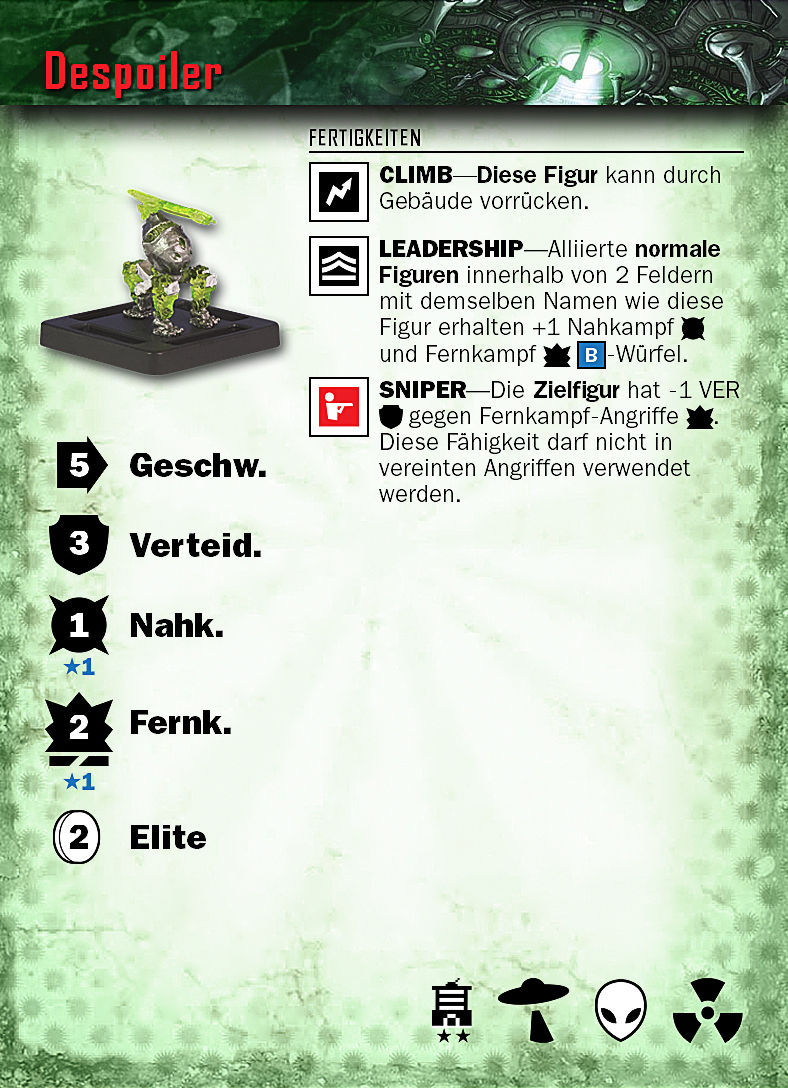 Despoiler
FERTIGKEITEN
CLIMB—Diese Figur kann durch
Gebäude vorrücken.
LEADERSHIP—Alliierte normale
Figuren innerhalb von 2 Feldern
mit demselben Namen wie diese
Figur erhalten +1 Nahkampf
und Fernkampf B-Würfel.
SNIPER—Die Zielfigur hat -1 VER
gegen Fernkampf-Angriffe .
Diese Fähigkeit darf nicht in
vereinten Angriffen verwendet
werden.
5 Geschw.
3 Verteid.
1 Nahk.
★1
2 Fernk.
★1
2 Elite
★★